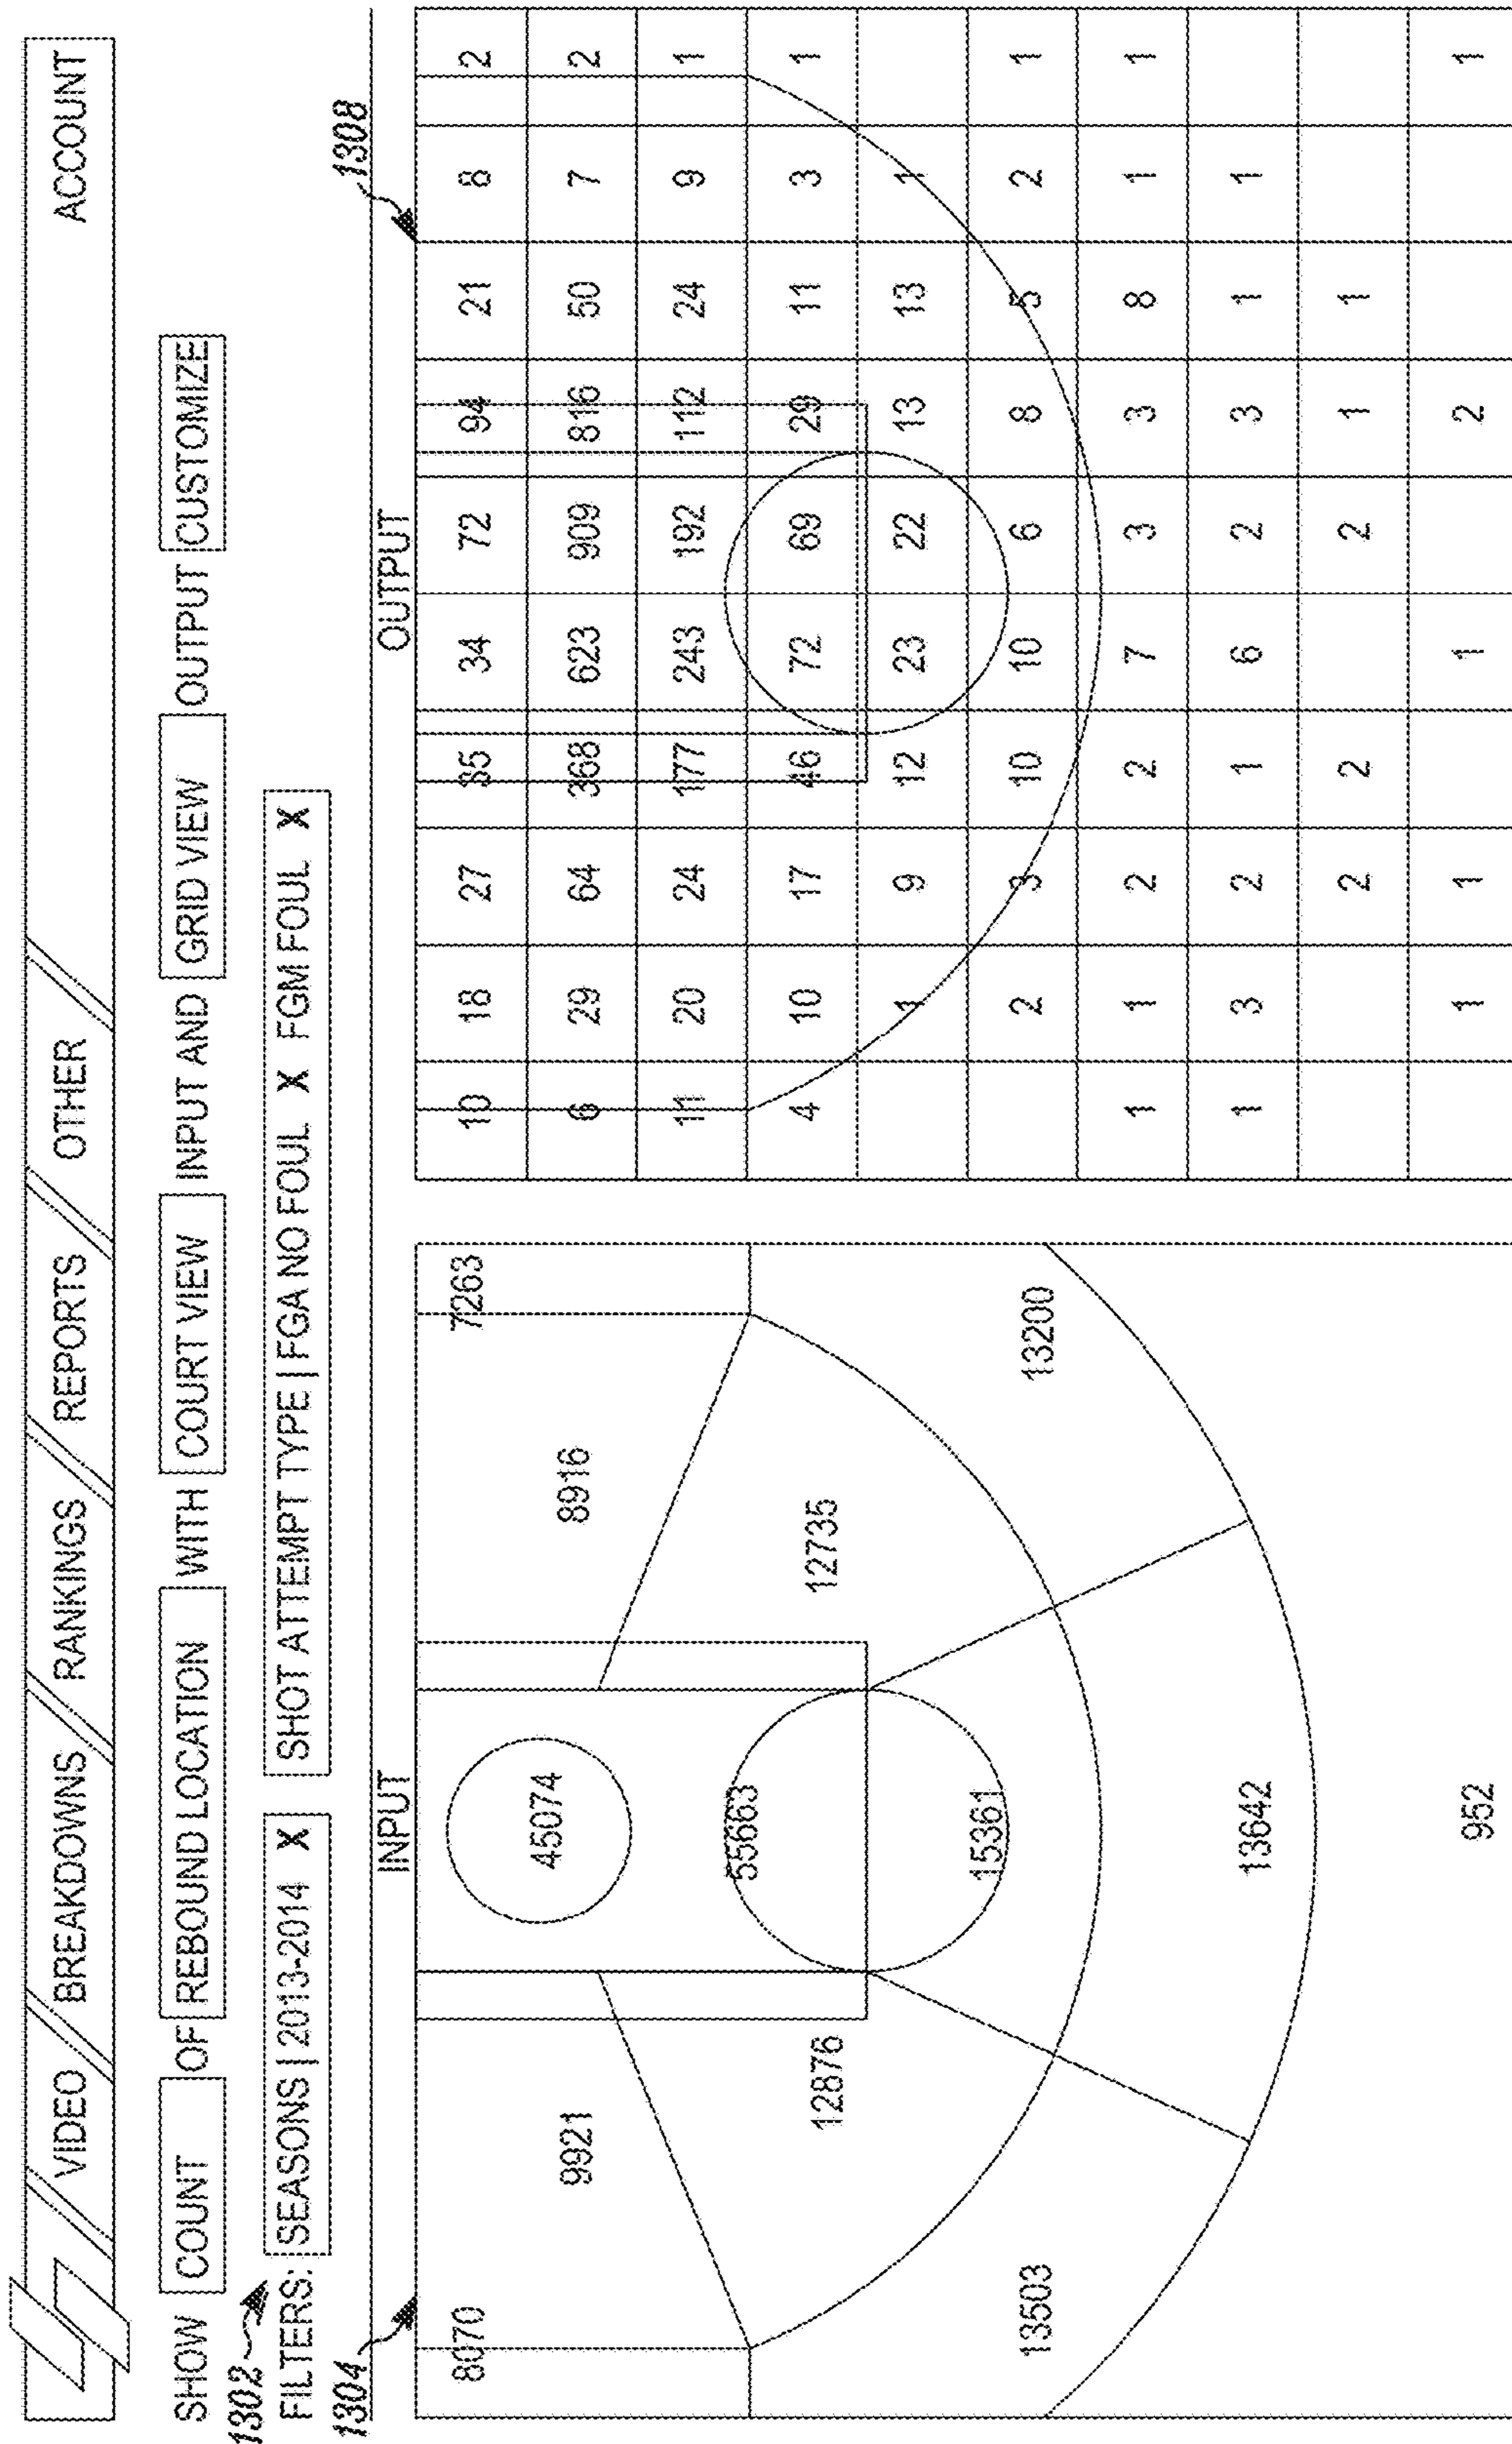 VIDEO BREAKDOWNS RANKINGS REPORTS OTHER ACCOUNT
SHOW COUNT OF REBOUND LOCATION WITH COURT VIEW INPUT AND GRID VIEW OUTPUT CUSTOMIZE
1302
FILTERS: SEASONS | 2013-2014 X SHOT ATTEMPT TYPE | FGA NO FOUL X FGM FOUL X
1304
1308
INPUT
8070 7263
45074
9921 8916
55663
12876 12735
15361
13503 13200
13642
952
OUTPUT
10 18 27 35 34 72 94 21 8 2
6 29 64 368 623 909 816 50 7 2
11 20 24 177 243 192 112 24 9 1
4 10 17 46 72 69 29 11 3 1
1 9 12 23 22 13 13 1
2 3 10 10 6 8 5 2 1
1 1 2 2 7 3 3 8 1 1
1 3 2 1 6 2 3 1 1
2 2 2 1 1
1 1 1 2 1